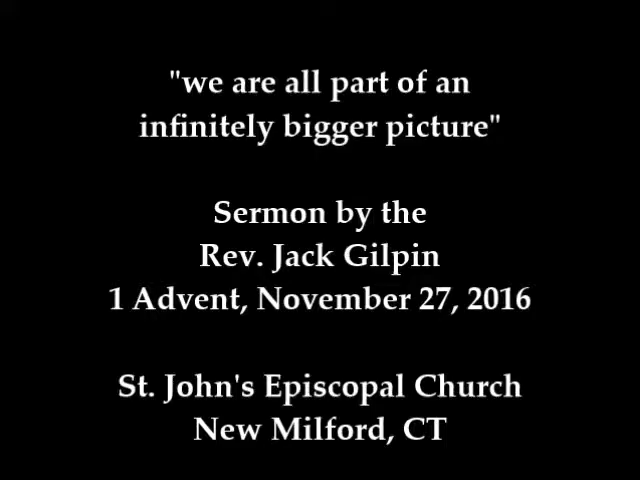 "we are all part of an
infinitely bigger picture"
Sermon by the
Rev. Jack Gilpin
1 Advent, November 27, 2016
St. John's Episcopal Church
New Milford, CT